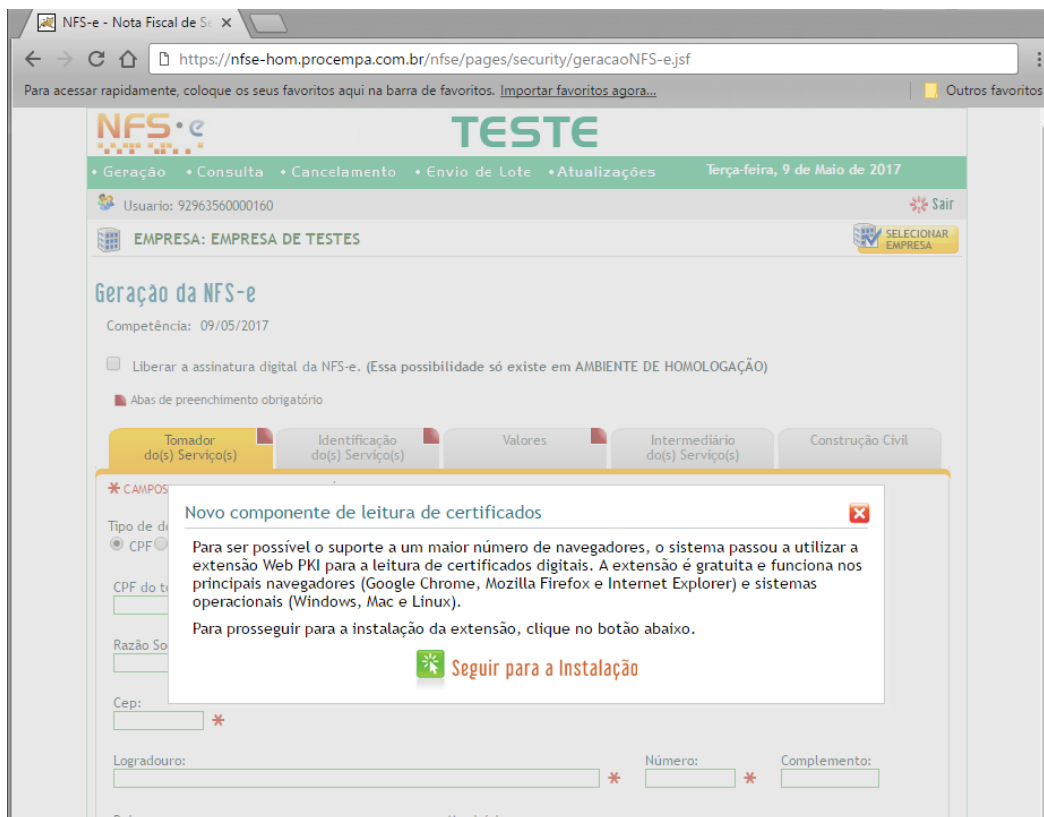 NFS-e - Nota Fiscal de Se
https://nfse-hom.procempa.com.br/nfse/pages/security/geracaoNFS-e.jsf
Para acessar rapidamente, coloque os seus favoritos aqui na barra de favoritos. Importar favoritos agora...
Outros favoritos
NFS-e
TESTE
• Geração • Consulta • Cancelamento • Envio de Lote • Atualizações
Terça-feira, 9 de Maio de 2017
Usuario: 92963560000160
Sair
EMPRESA: EMPRESA DE TESTES
SELECIONAR
EMPRESA
Geração da NFS-e
Competência: 09/05/2017
Liberar a assinatura digital da NFS-e. (Essa possibilidade só existe em AMBIENTE DE HOMOLOGAÇÃO)
Abas de preenchimento obrigatório
Tomador
do(s) Serviço(s)
Identificação
do(s) Serviço(s)
Valores
Intermediário
do(s) Serviço(s)
Construção Civil
* CAMPOS
Tipo de d
CPF
CPF do t
Razão So
Novo componente de leitura de certificados
Para ser possível o suporte a um maior número de navegadores, o sistema passou a utilizar a
extensão Web PKI para a leitura de certificados digitais. A extensão é gratuita e funciona nos
principais navegadores (Google Chrome, Mozilla Firefox e Internet Explorer) e sistemas
operacionais (Windows, Mac e Linux).
Para prosseguir para a instalação da extensão, clique no botão abaixo.
Seguir para a Instalação
Cep:
*
Logradouro:
*
Número:
*
Complemento: